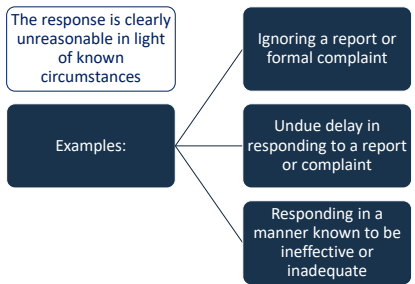 The response is clearly
unreasonable in light
of known
circumstances
Examples:
Ignoring a report or
formal complaint
Undue delay in
responding to a report
or complaint
Responding in a
manner known to be
ineffective or
inadequate